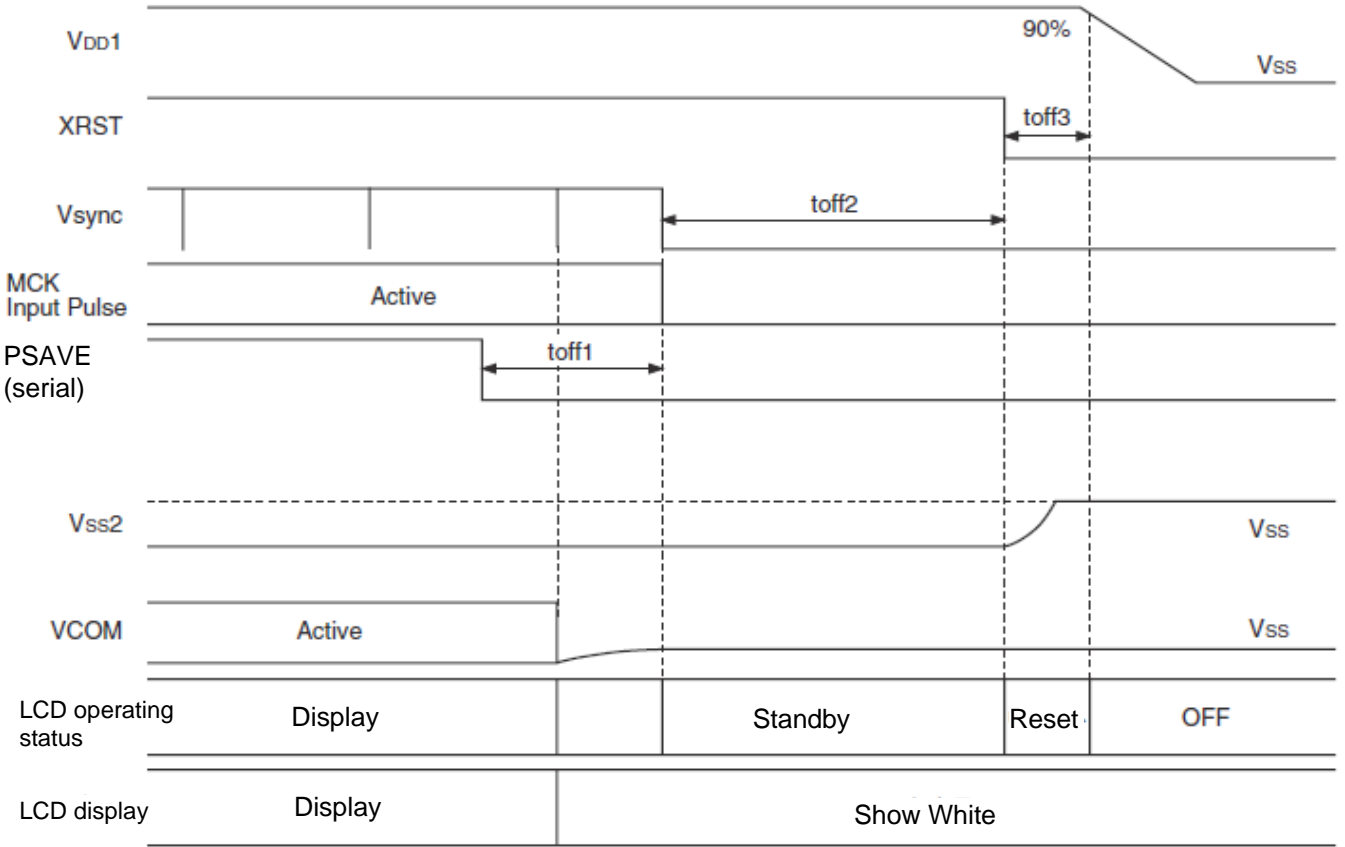 VDD1
90%
Vss
XRST
toff3
Vsync
toff2
MCK
Input Pulse
Active
PSAVE
(serial)
toff1
Vss2
Vss
VCOM
Active
Vss
LCD operating
status
Display
Standby
Reset
OFF
LCD display
Display
Show White